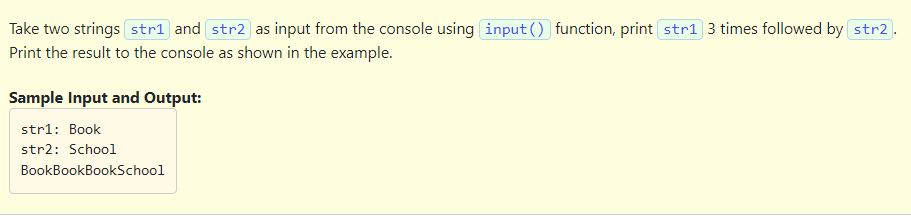 Take two strings str1 and str2 as input from the console using input() function, print str1 3 times followed by str2.
Print the result to the console as shown in the example.
Sample Input and Output:
str1: Book
str2: School
BookBookBookSchool